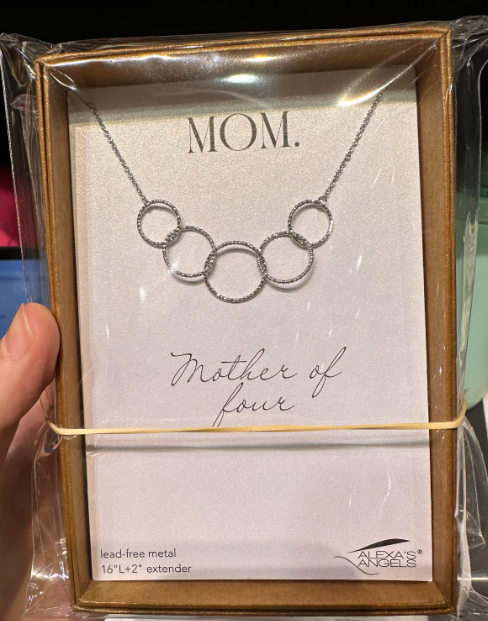 MOM.
Mother of
four
lead-free metal
16"L+2" extender
ALEXA'S®
ANGELS